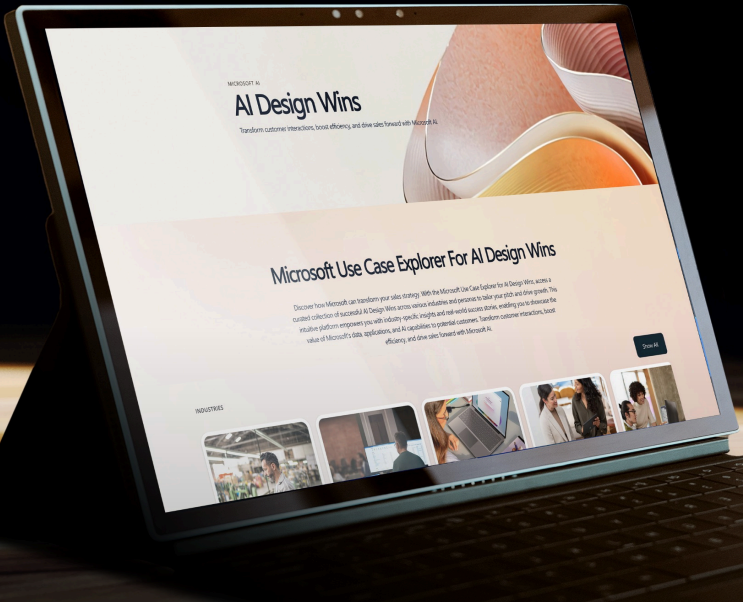 MICROSOFT AI
AI Design Wins
Transform customer interactions, boost efficiency, and drive sales forward with Microsoft AI.
Microsoft Use Case Explorer For AI Design Wins
Discover how Microsoft can transform your sales strategy. With the Microsoft Use Case Explorer for AI Design Wins, access a
curated collection of successful AI Design Wins across various industries and personas to tailor your pitch and drive growth. This
intuitive platform empowers you with industry-specific insights and real-world success stories, enabling you to showcase the
value of Microsoft's data, applications, and AI capabilities to potential customers. Transform customer interactions, boost
efficiency, and drive sales forward with Microsoft AI.
Show All
INDUSTRIES